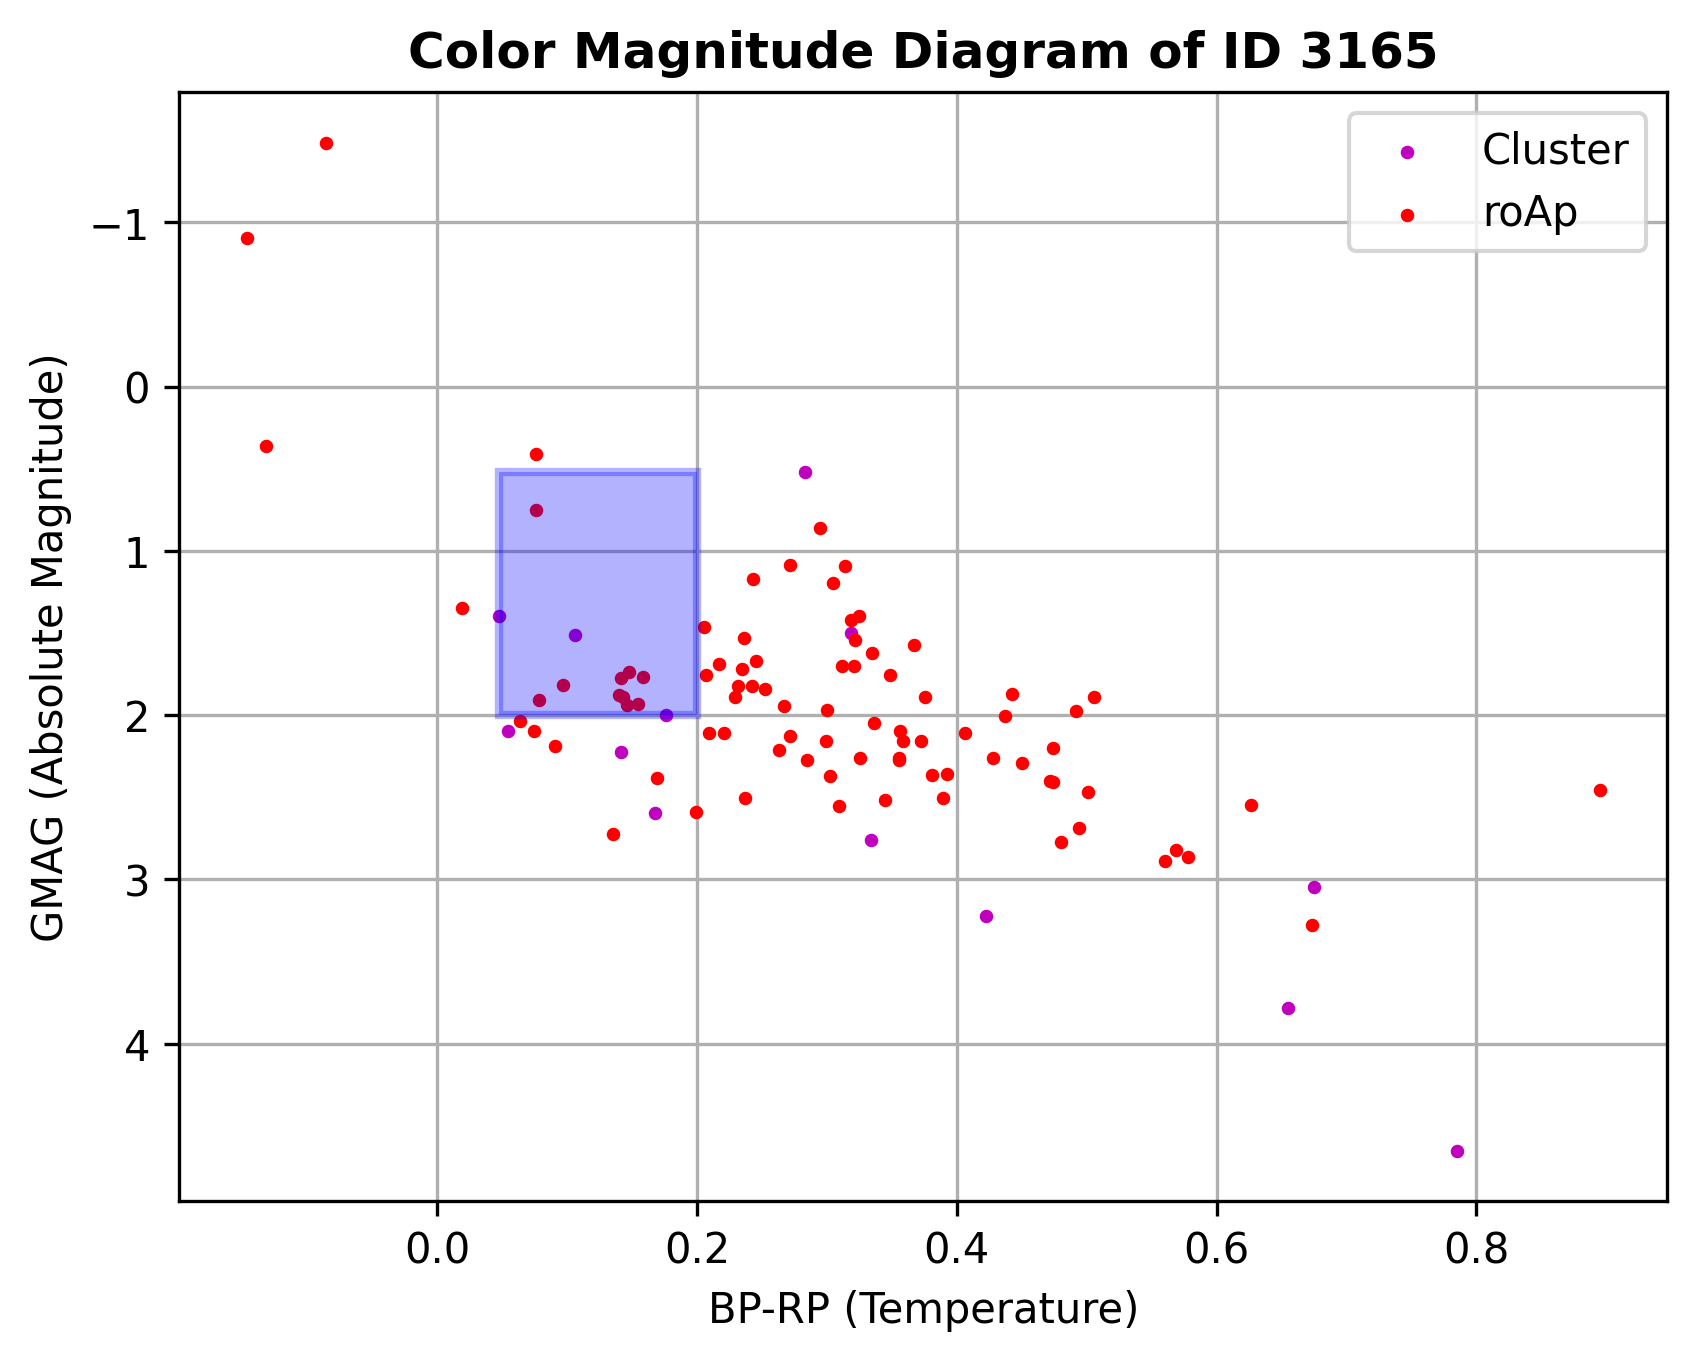 Color Magnitude Diagram of ID 3165
Cluster
roAp
GMAG (Absolute Magnitude)
−1
0
1
2
3
4
0.0 0.2 0.4 0.6 0.8
BP-RP (Temperature)